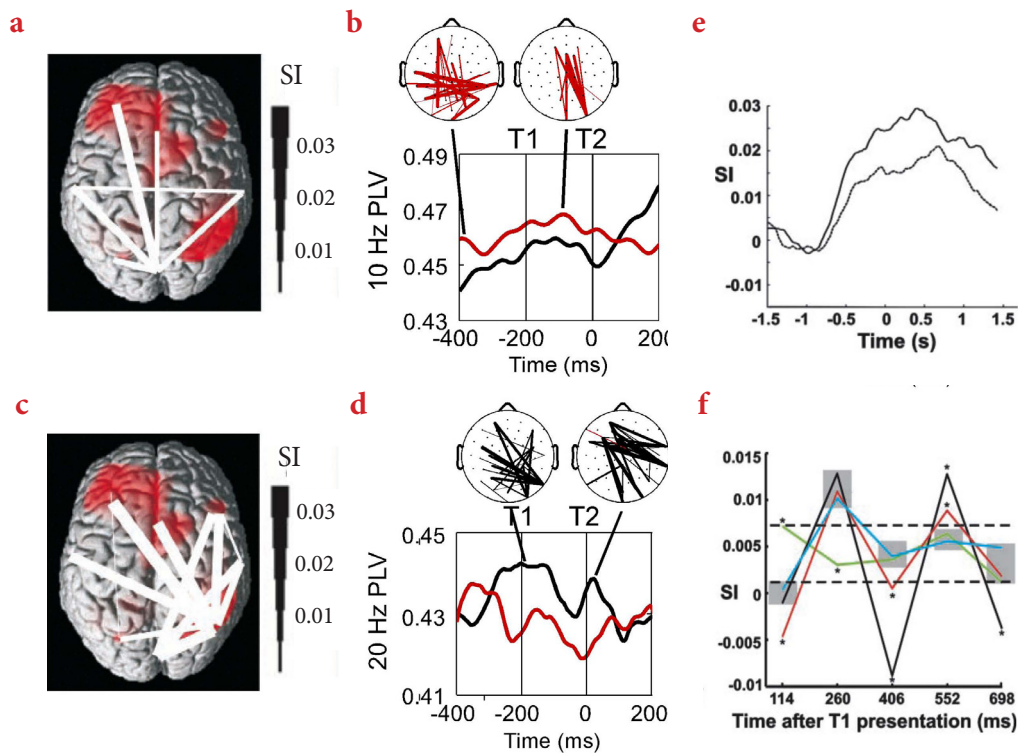 a
SI
0.03
0.02
0.01
b
T1 T2
10 Hz PLV
0.49
0.47
0.45
0.43
-400 -200 0 200
Time (ms)
e
0.03
0.02
SI
0.01
0
-0.01
-1.5 -1 -0.5 0 0.5 1 1.5
Time (s)
c
SI
0.03
0.02
0.01
d
T1 T2
20 Hz PLV
0.45
0.43
0.41
-400 -200 0 200
Time (ms)
f
0.015
0.01
0.005
SI 0
-0.005
-0.01
114 260 406 552 698
Time after T1 presentation (ms)